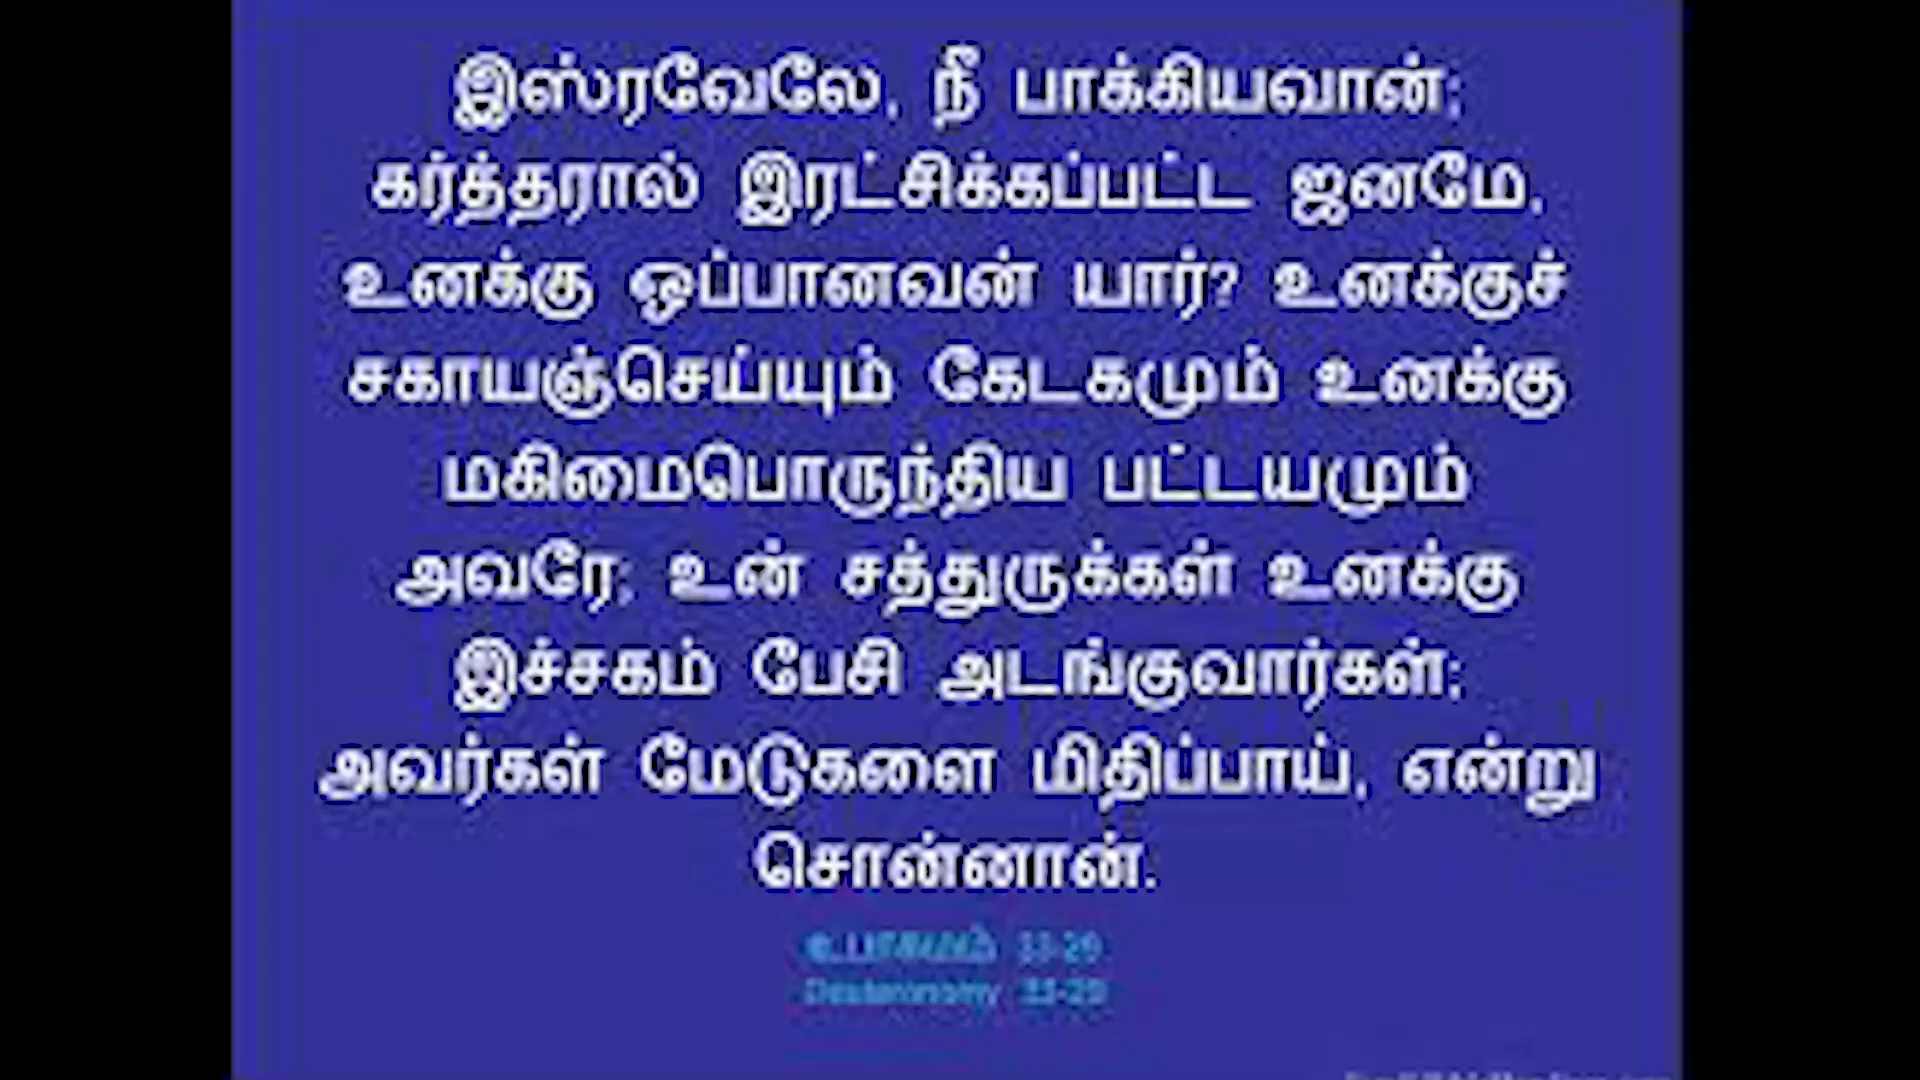 இஸ்ரவேலே, நீ பாக்கியவான்;
கர்த்தரால் இரட்சிக்கப்பட்ட ஜனமே,
உனக்கு ஒப்பானவன் யார்? உனக்குச்
சகாயஞ்செய்யும் கேடகமும் உனக்கு
மகிமைபொருந்திய பட்டயமும்
அவரே; உன் சத்துருக்கள் உனக்கு
இச்சகம் பேசி அடங்குவார்கள்;
அவர்கள் மேடுகளை மிதிப்பாய், என்று
சொன்னான்.
உபாகமம் 33-29
Deuteronomy 33-29